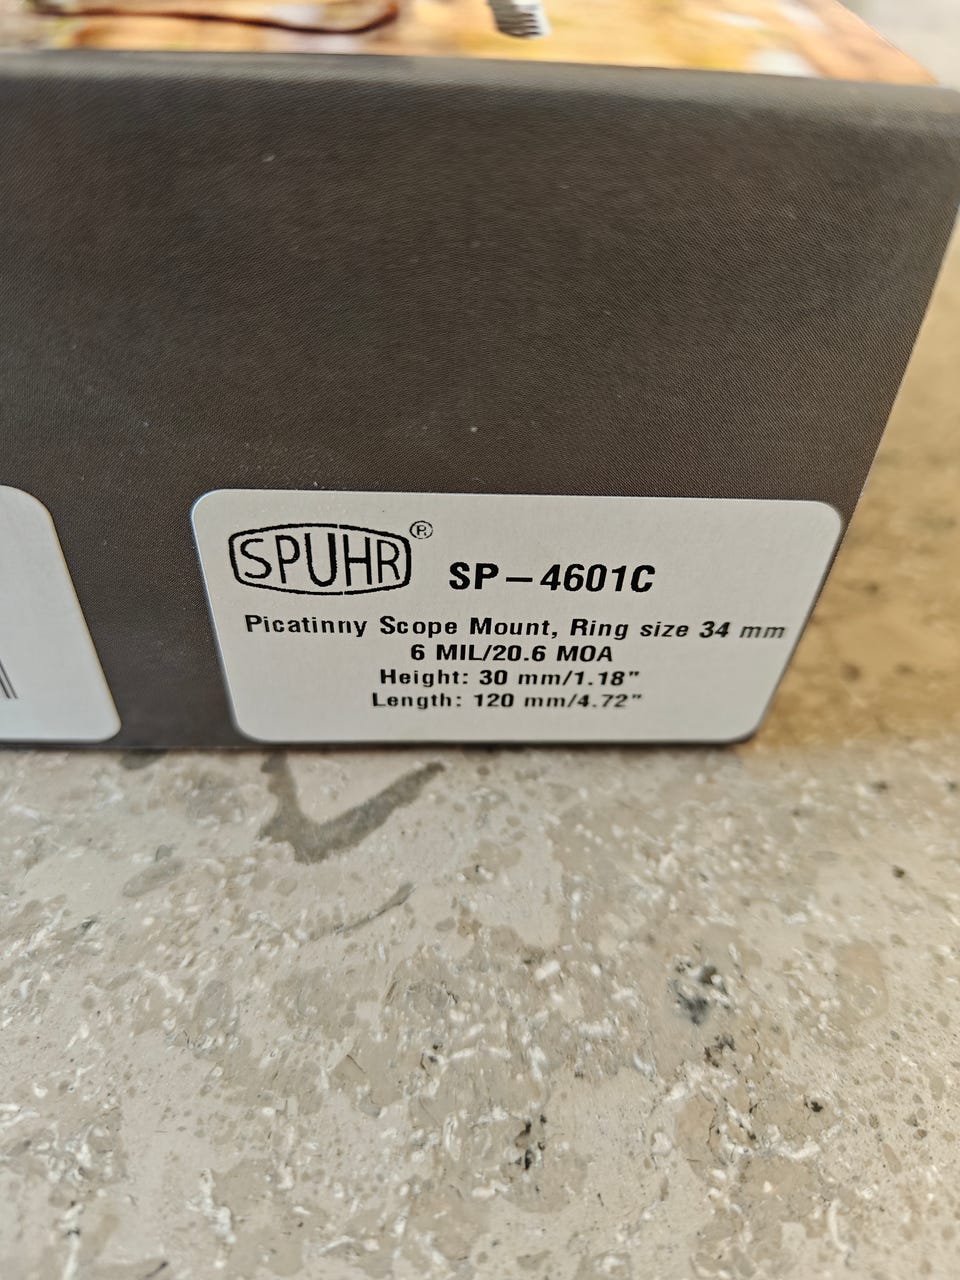 SPUHR® SP-4601C
Picatinny Scope Mount, Ring size 34 mm
6 MIL/20.6 MOA
Height: 30 mm/1.18"
Length: 120 mm/4.72"